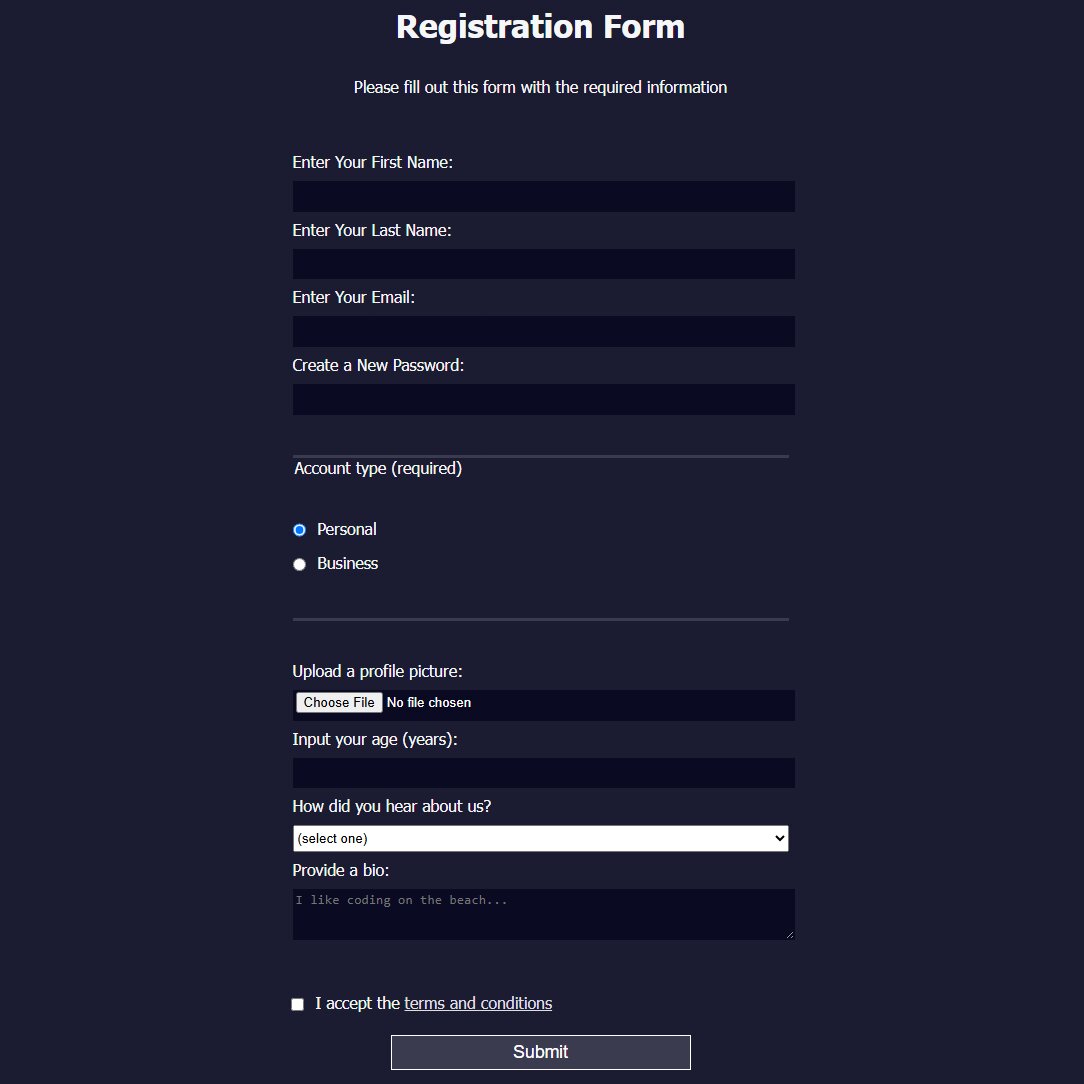 Registration Form
Please fill out this form with the required information
Enter Your First Name:
Enter Your Last Name:
Enter Your Email:
Create a New Password:
Account type (required)
Personal
Business
Upload a profile picture:
Choose File No file chosen
Input your age (years):
How did you hear about us?
(select one)
Provide a bio:
I like coding on the beach...
I accept the terms and conditions
Submit